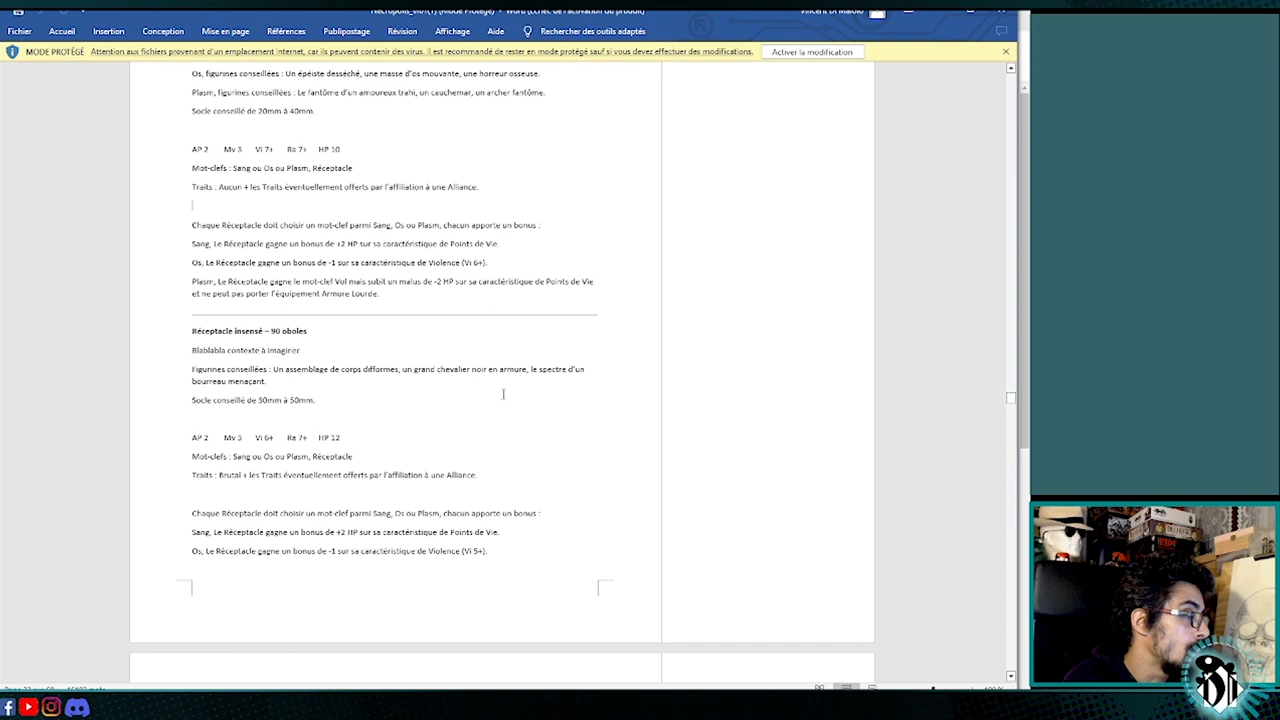 Necropolis_v101(1) (Mode Protégé) - Word (Échec de l'activation du produit)
Vincent Di Maiolo
Fichier Accueil Insertion Conception Mise en page Références Publipostage Révision Affichage Aide Rechercher des outils adaptés
MODE PROTÉGÉ Attention aux fichiers provenant d'un emplacement Internet, car ils peuvent contenir des virus. Il est recommandé de rester en mode protégé sauf si vous devez effectuer des modifications. Activer la modification
Os, figurines conseillées : Un épéiste desséché, une masse d'os mouvante, une horreur osseuse.
Plasm, figurines conseillées : Le fantôme d'un amoureux trahi, un cauchemar, un archer fantôme.
Socle conseillé de 20mm à 40mm.
AP 2 Mv 3 Vi 7+ Ra 7+ HP 10
Mot-clefs : Sang ou Os ou Plasm, Réceptacle
Traits : Aucun + les Traits éventuellement offerts par l'affiliation à une Alliance.
Chaque Réceptacle doit choisir un mot-clef parmi Sang, Os ou Plasm, chacun apporte un bonus :
Sang, Le Réceptacle gagne un bonus de +2 HP sur sa caractéristique de Points de Vie.
Os, Le Réceptacle gagne un bonus de -1 sur sa caractéristique de Violence (Vi 6+).
Plasm, Le Réceptacle gagne le mot-clef Vol mais subit un malus de -2 HP sur sa caractéristique de Points de Vie
et ne peut pas porter l'équipement Armure Lourde.
Réceptacle insensé – 90 oboles
Blablabla contexte à imaginer
Figurines conseillées : Un assemblage de corps difformes, un grand chevalier noir en armure, le spectre d'un
bourreau menaçant.
Socle conseillé de 30mm à 50mm.
AP 2 Mv 3 Vi 6+ Ra 7+ HP 12
Mot-clefs : Sang ou Os ou Plasm, Réceptacle
Traits : Brutal + les Traits éventuellement offerts par l'affiliation à une Alliance.
Chaque Réceptacle doit choisir un mot-clef parmi Sang, Os ou Plasm, chacun apporte un bonus :
Sang, Le Réceptacle gagne un bonus de +2 HP sur sa caractéristique de Points de Vie.
Os, Le Réceptacle gagne un bonus de -1 sur sa caractéristique de Violence (Vi 5+).